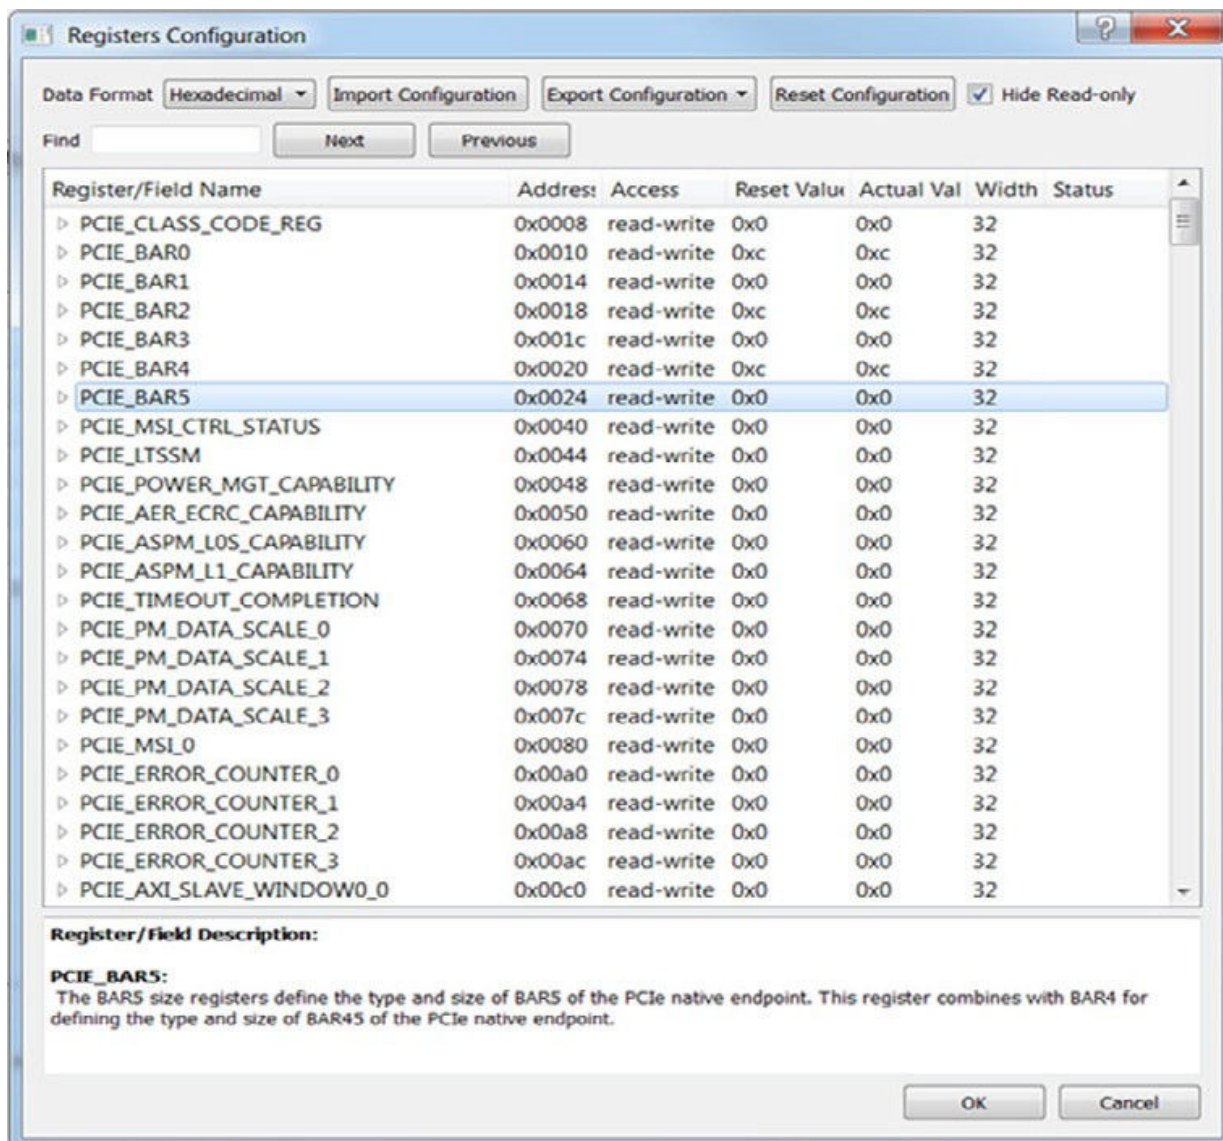 Registers Configuration
Data Format Hexadecimal Import Configuration Export Configuration Reset Configuration Hide Read-only
Find Next Previous
Register/Field Name Address Access Reset Value Actual Val Width Status
PCIE_CLASS_CODE_REG 0x0008 read-write 0x0 0x0 32
PCIE_BAR0 0x0010 read-write 0xc 0xc 32
PCIE_BAR1 0x0014 read-write 0x0 0x0 32
PCIE_BAR2 0x0018 read-write 0xc 0xc 32
PCIE_BAR3 0x001c read-write 0x0 0x0 32
PCIE_BAR4 0x0020 read-write 0xc 0xc 32
PCIE_BAR5 0x0024 read-write 0x0 0x0 32
PCIE_MSI_CTRL_STATUS 0x0040 read-write 0x0 0x0 32
PCIE_LTSSM 0x0044 read-write 0x0 0x0 32
PCIE_POWER_MGT_CAPABILITY 0x0048 read-write 0x0 0x0 32
PCIE_AER_ECRC_CAPABILITY 0x0050 read-write 0x0 0x0 32
PCIE_ASPM_L0S_CAPABILITY 0x0060 read-write 0x0 0x0 32
PCIE_ASPM_L1_CAPABILITY 0x0064 read-write 0x0 0x0 32
PCIE_TIMEOUT_COMPLETION 0x0068 read-write 0x0 0x0 32
PCIE_PM_DATA_SCALE_0 0x0070 read-write 0x0 0x0 32
PCIE_PM_DATA_SCALE_1 0x0074 read-write 0x0 0x0 32
PCIE_PM_DATA_SCALE_2 0x0078 read-write 0x0 0x0 32
PCIE_PM_DATA_SCALE_3 0x007c read-write 0x0 0x0 32
PCIE_MSI_0 0x0080 read-write 0x0 0x0 32
PCIE_ERROR_COUNTER_0 0x00a0 read-write 0x0 0x0 32
PCIE_ERROR_COUNTER_1 0x00a4 read-write 0x0 0x0 32
PCIE_ERROR_COUNTER_2 0x00a8 read-write 0x0 0x0 32
PCIE_ERROR_COUNTER_3 0x00ac read-write 0x0 0x0 32
PCIE_AXI_SLAVE_WINDOW0_0 0x00c0 read-write 0x0 0x0 32
Register/Field Description:
PCIE_BAR5:
The BAR5 size registers define the type and size of BAR5 of the PCIe native endpoint. This register combines with BAR4 for
defining the type and size of BAR45 of the PCIe native endpoint.
OK Cancel